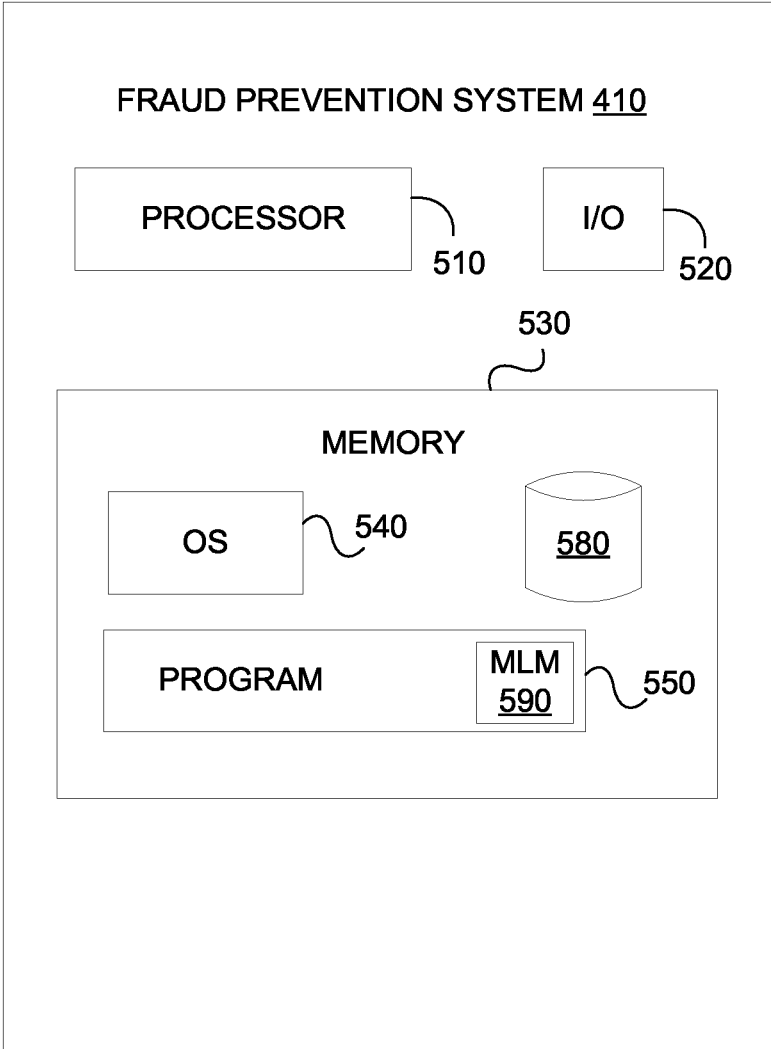 FRAUD PREVENTION SYSTEM 410
PROCESSOR
510
I/O
520
530
MEMORY
OS
540
580
PROGRAM
MLM
590
550